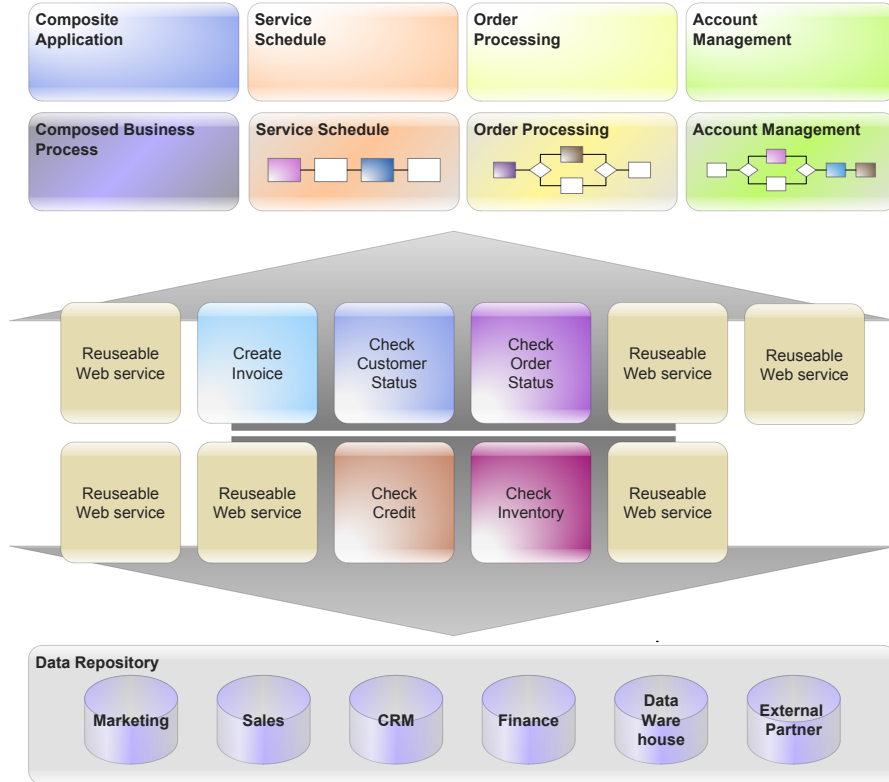 Composite
Application
Service
Schedule
Order
Processing
Account
Management
Composed Business
Process
Service Schedule
Order Processing
Account Management
Reuseable
Web service
Create
Invoice
Check
Customer
Status
Check
Order
Status
Reuseable
Web service
Reuseable
Web service
Reuseable
Web service
Reuseable
Web service
Check
Credit
Check
Inventory
Reuseable
Web service
Data Repository
Marketing
Sales
CRM
Finance
Data
Ware
house
External
Partner